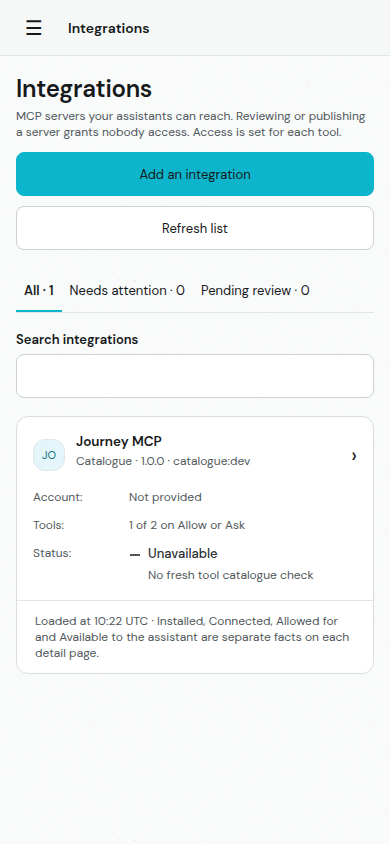 ☰ Integrations
Integrations
MCP servers your assistants can reach. Reviewing or publishing
a server grants nobody access. Access is set for each tool.
Add an integration
Refresh list
All · 1 Needs attention · 0 Pending review · 0
Search integrations
JO Journey MCP
Catalogue · 1.0.0 · catalogue:dev ›
Account: Not provided
Tools: 1 of 2 on Allow or Ask
Status: — Unavailable
No fresh tool catalogue check
Loaded at 10:22 UTC · Installed, Connected, Allowed for
and Available to the assistant are separate facts on each
detail page.